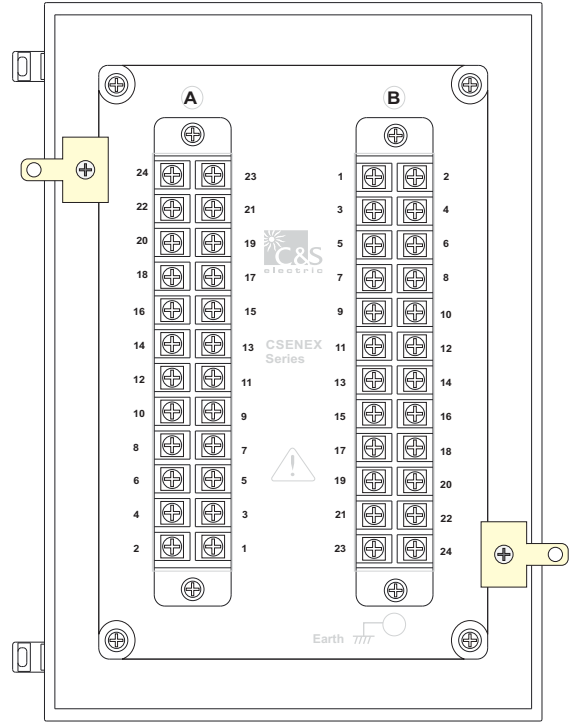 A B
24 23 1 2
22 21 3 4
20 19 5 6
C&S
electric
18 17 7 8
16 15 9 10
14 13 11 12
CSENEX
Series
12 11 13 14
10 9 15 16
8 7 17 18
6 5 19 20
4 3 21 22
2 1 23 24
Earth